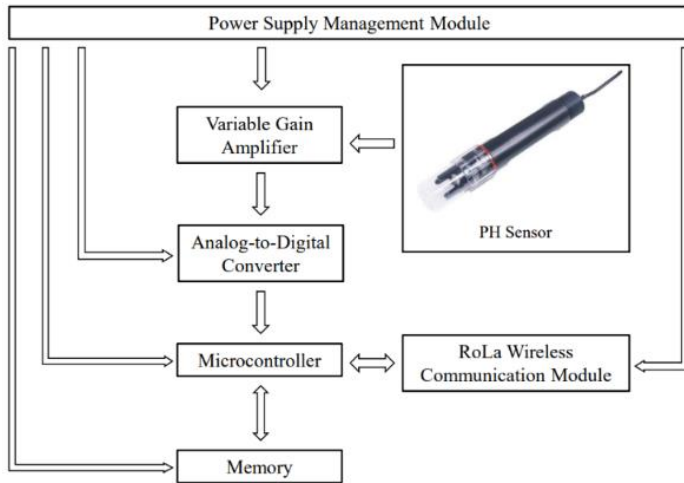 Power Supply Management Module
Variable Gain
Amplifier
PH Sensor
Analog-to-Digital
Converter
Microcontroller
RoLa Wireless
Communication Module
Memory